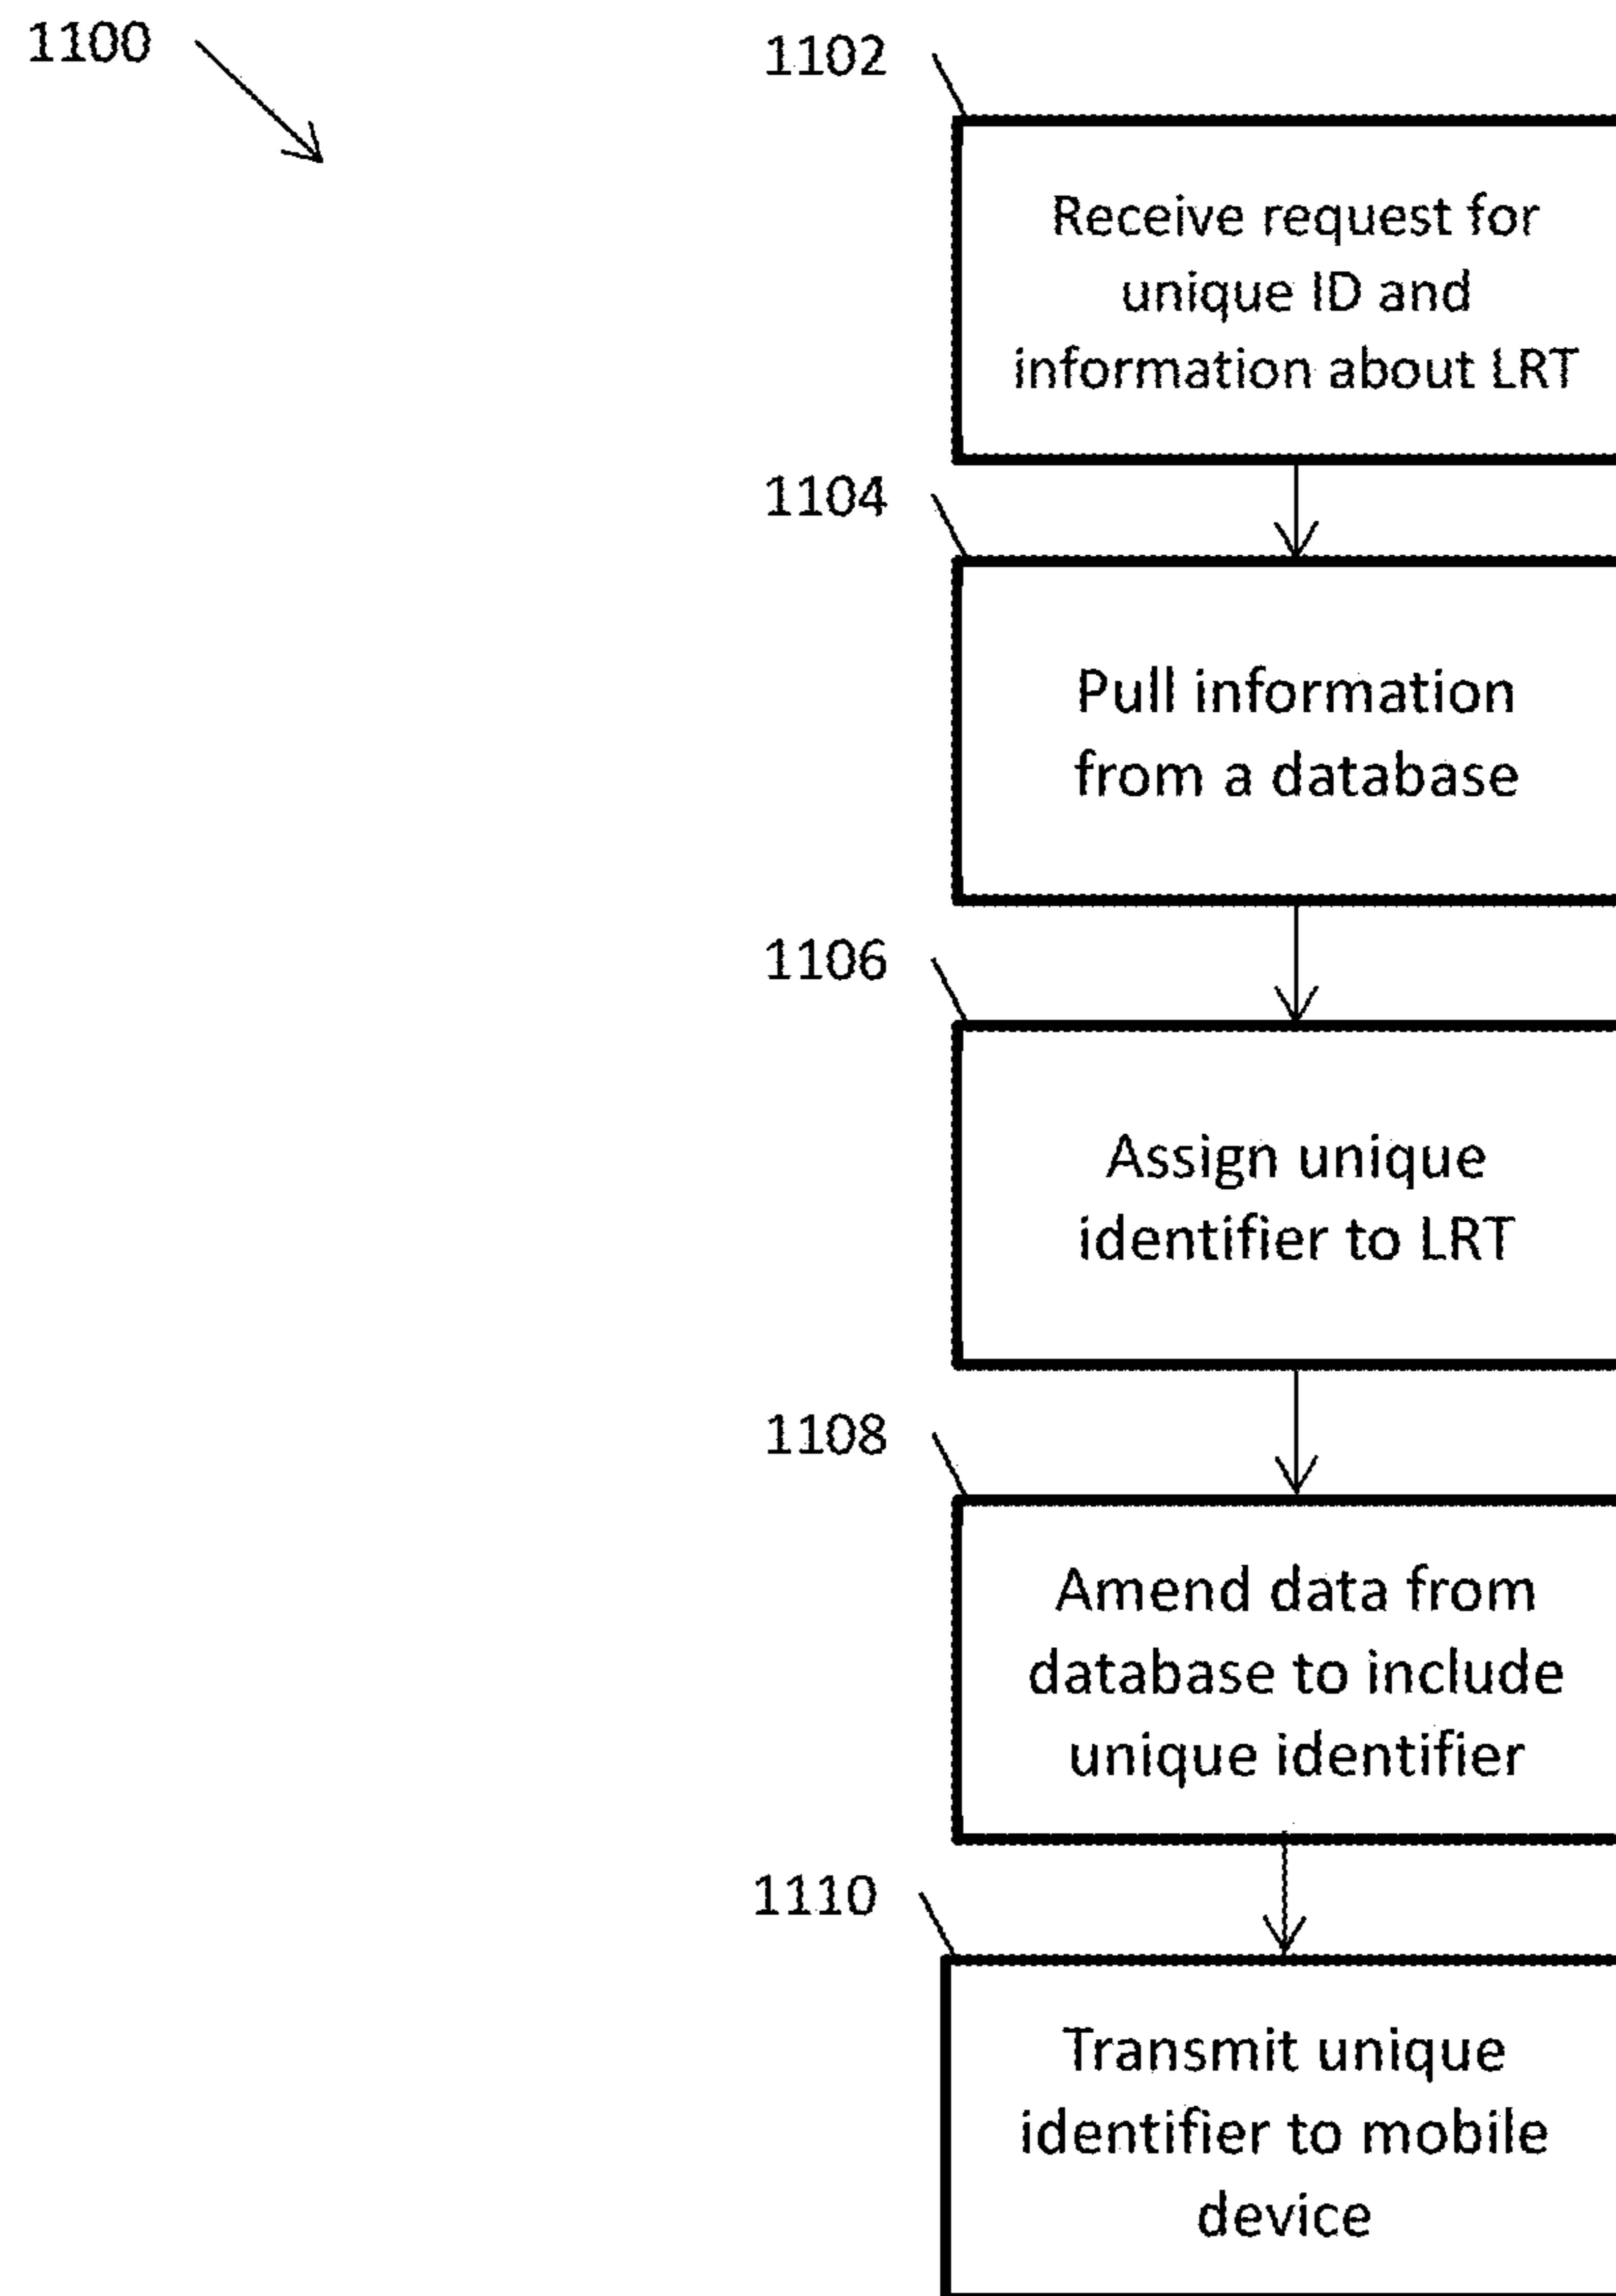 1100
1102
Receive request for
unique ID and
information about LRT
1104
Pull information
from a database
1106
Assign unique
identifier to LRT
1108
Amend data from
database to include
unique identifier
1110
Transmit unique
identifier to mobile
device